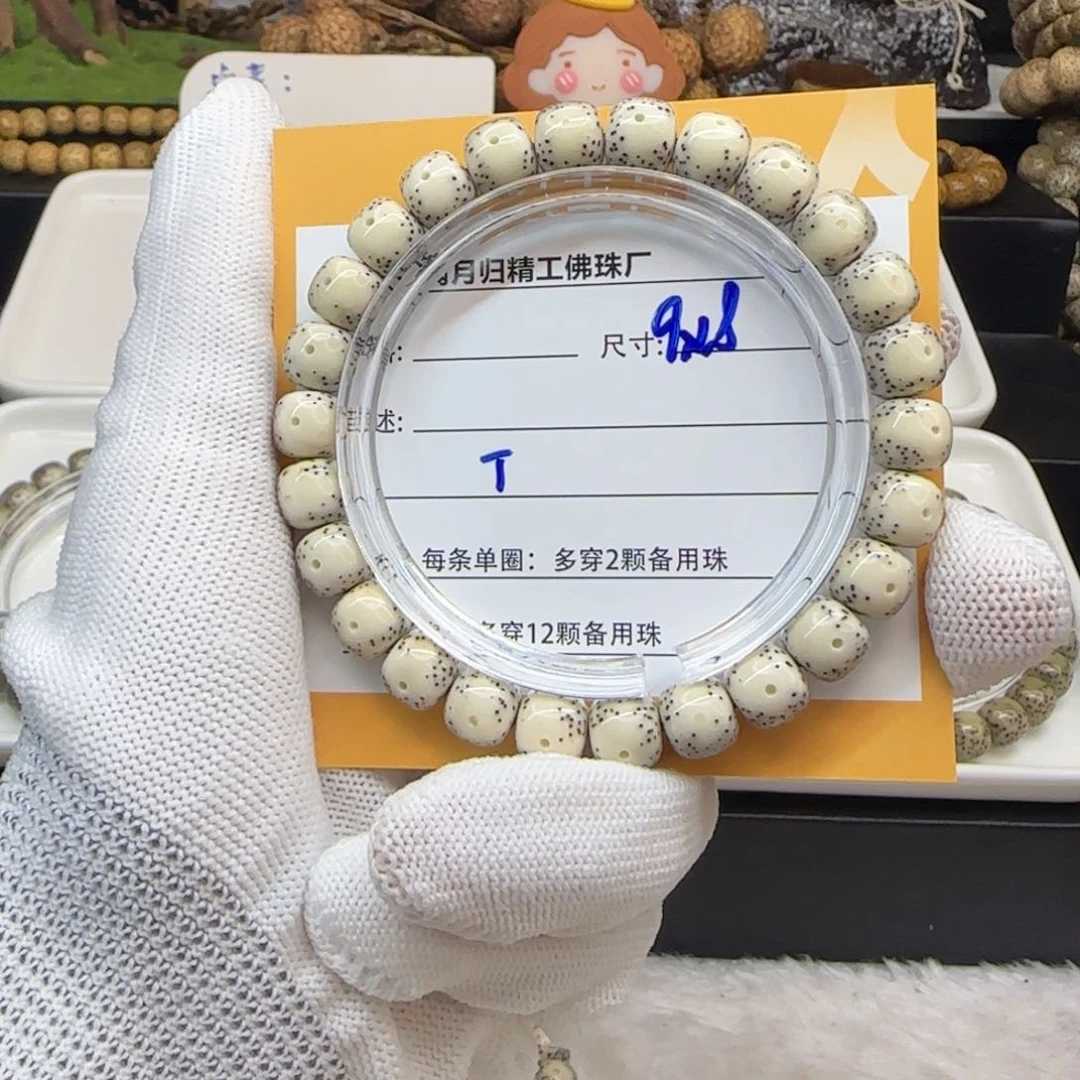 月归精工佛珠厂
尺寸: 9x8
述:
T
每条单圈：多穿2颗备用珠
多穿12颗备用珠